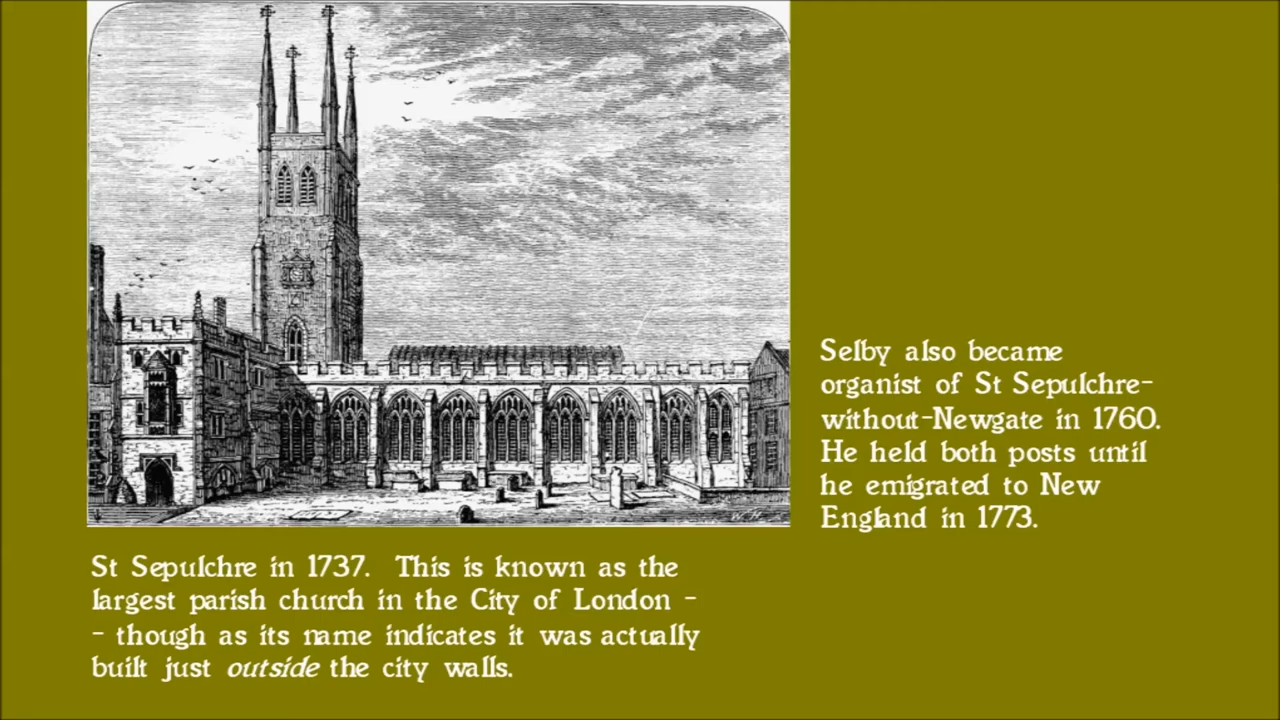 Selby also became
organist of St Sepulchre-
without-Newgate in 1760.
He held both posts until
he emigrated to New
England in 1773.
St Sepulchre in 1737.  This is known as the
largest parish church in the City of London -
- though as its name indicates it was actually
built just outside the city walls.